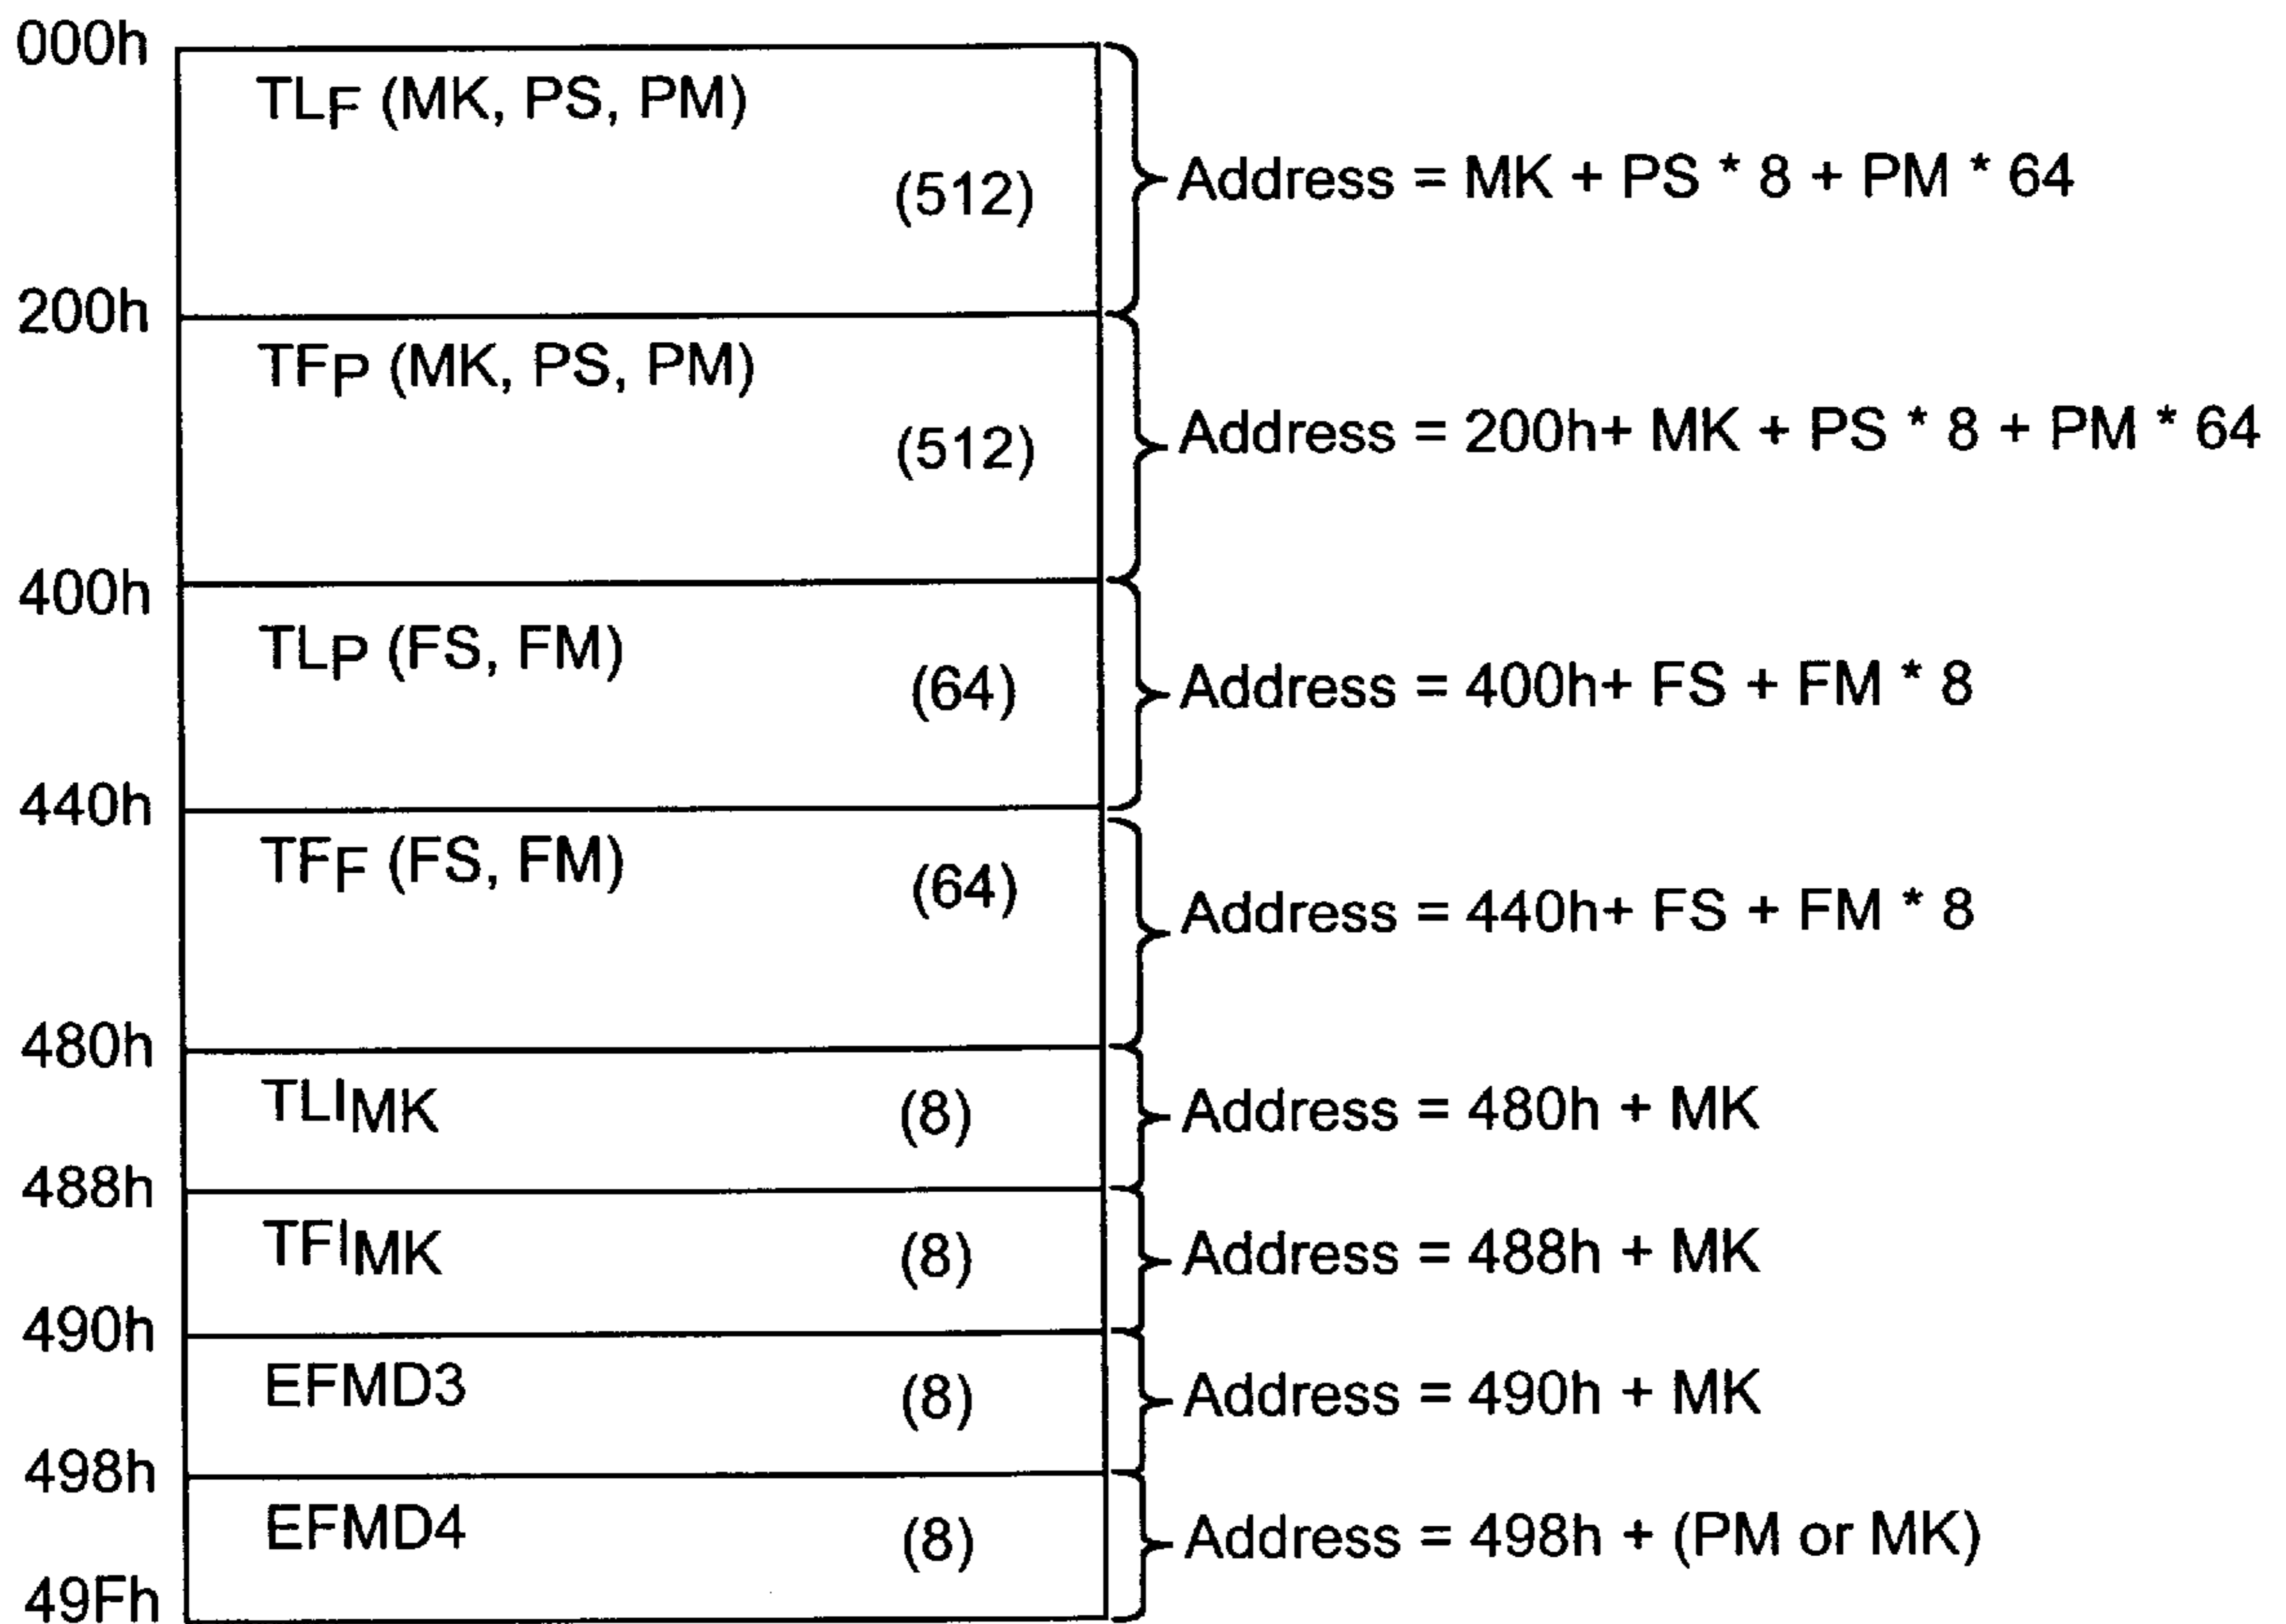 000h
TLF (MK, PS, PM)
(512)
Address = MK + PS * 8 + PM * 64
200h
TFP (MK, PS, PM)
(512)
Address = 200h+ MK + PS * 8 + PM * 64
400h
TLP (FS, FM)
(64)
Address = 400h+ FS + FM * 8
440h
TFF (FS, FM)
(64)
Address = 440h+ FS + FM * 8
480h
TLIMK
(8)
Address = 480h + MK
488h
TFIMK
(8)
Address = 488h + MK
490h
EFMD3
(8)
Address = 490h + MK
498h
EFMD4
(8)
Address = 498h + (PM or MK)
49Fh